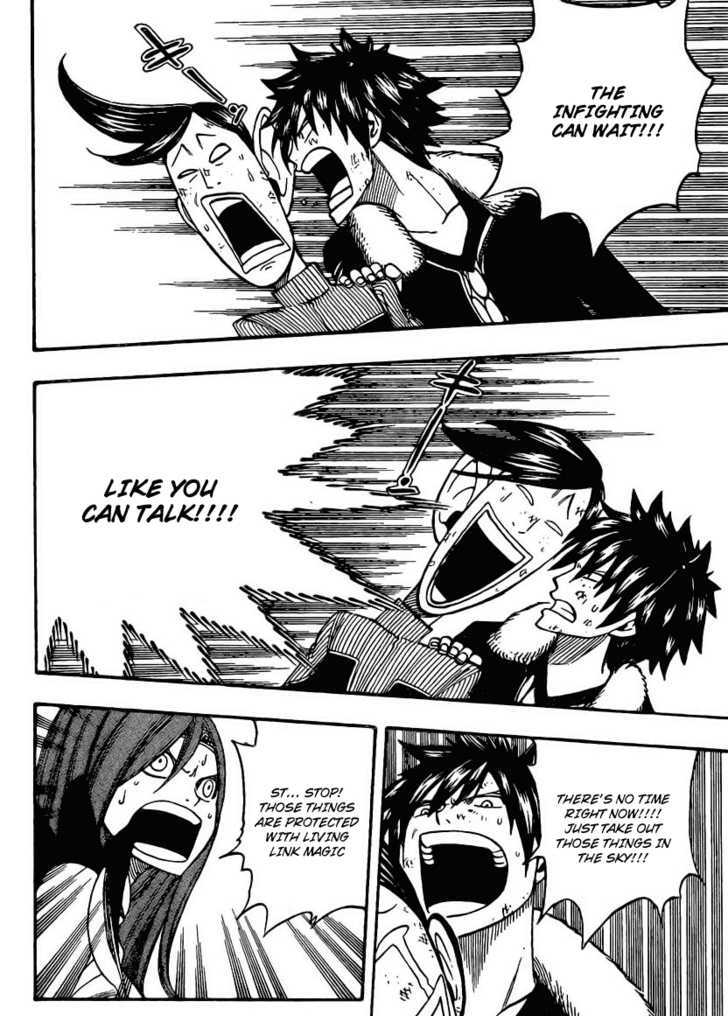 THE
INFIGHTING
CAN WAIT!!!
LIKE YOU
CAN TALK!!!!
THERE'S NO TIME
RIGHT NOW!!!!
JUST TAKE OUT
THOSE THINGS IN
THE SKY!!!
ST... STOP!
THOSE THINGS
ARE PROTECTED
WITH LIVING
LINK MAGIC